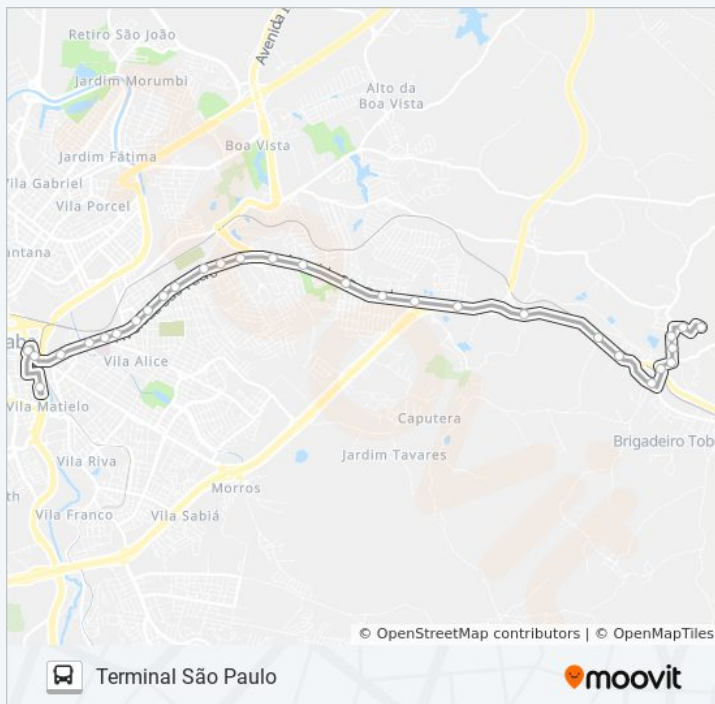 Retiro São João
Jardim Morumbi
Avenida
Alto da
Boa Vista
Boa Vista
Jardim Fátima
Vila Gabriel
Vila Porcel
antana
Vila Alice
Vila Matielo
Caputera
Brigadeiro Tob
Vila Riva
Jardim Tavares
Morros
Vila Franco
Vila Sabiá
© OpenStreetMap contributors | © OpenMapTiles
Terminal São Paulo
moovit